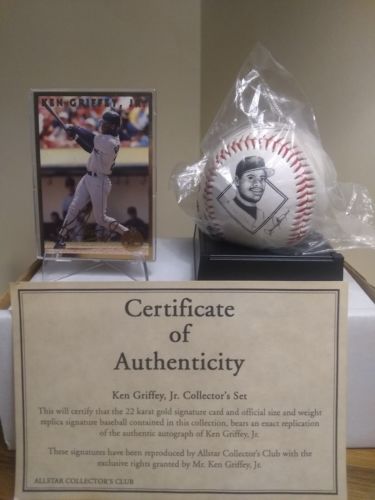 KEN GRIFFEY, JR.
Certificate
of
Authenticity
Ken Griffey, Jr. Collector's Set
This will certify that the 22 karat gold signature card and official size and weight
replica signature baseball contained in this collection, bears an exact replication
of the authentic autograph of Ken Griffey, Jr.
These signatures have been reproduced by Allstar Collector's Club with the
exclusive rights granted by Mr. Ken Griffey, Jr.
ALLSTAR COLLECTOR'S CLUB